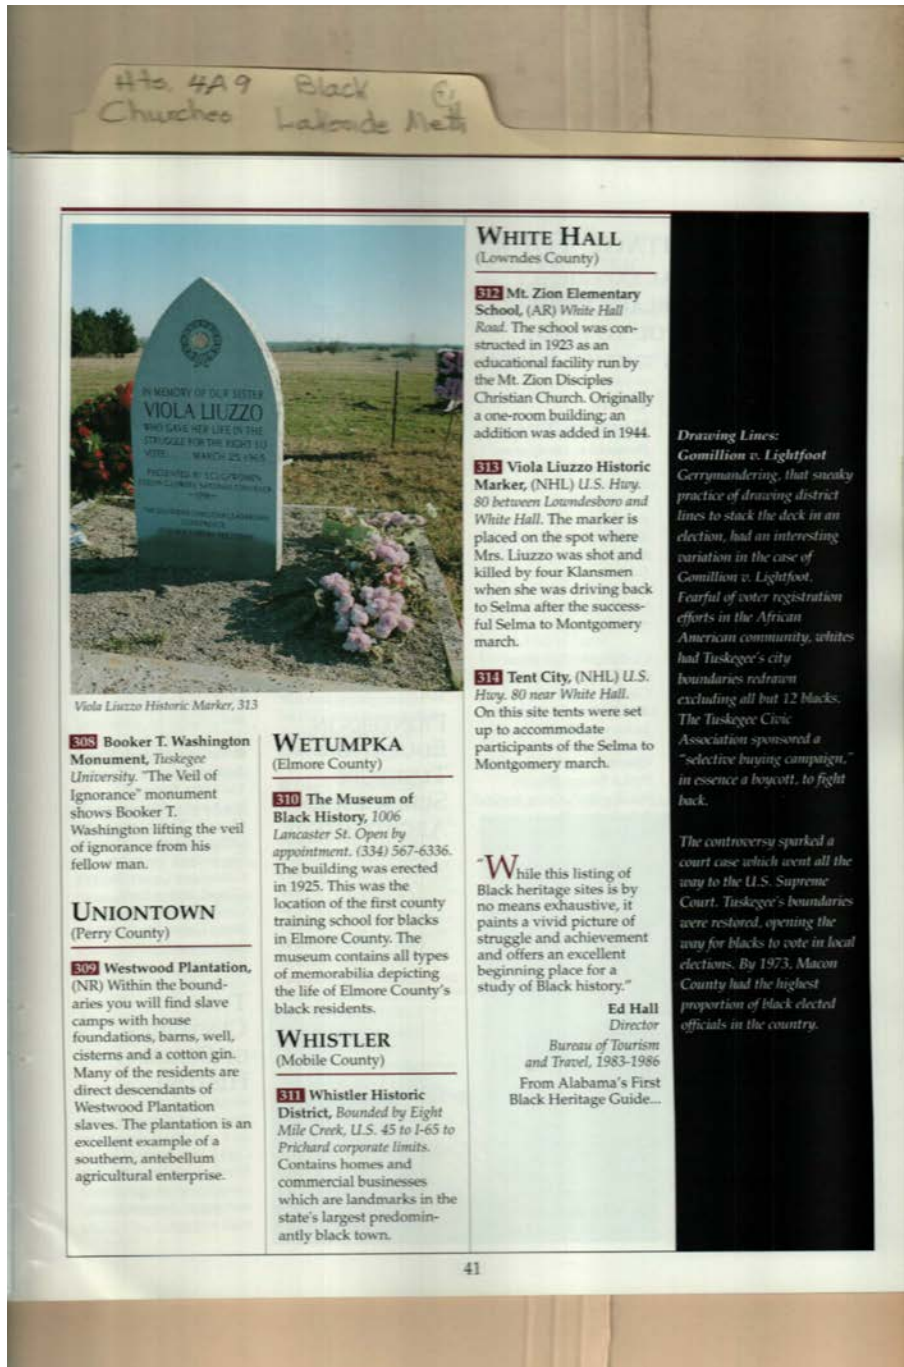 Hts. 4A9 Black
Churches Lakeside Meth
IN MEMORY OF OUR SISTER
VIOLA LIUZZO
WHO GAVE HER LIFE IN THE
STRUGGLE FOR THE RIGHT TO
VOTE...... MARCH 25, 1965
PRESENTED BY S.C.L.C./WOMEN
Viola Liuzzo Historic Marker, 313
308 Booker T. Washington
Monument, Tuskegee
University. "The Veil of
Ignorance" monument
shows Booker T.
Washington lifting the veil
of ignorance from his
fellow man.
UNIONTOWN
(Perry County)
309 Westwood Plantation,
(NR) Within the bound-
aries you will find slave
camps with house
foundations, barns, well,
cisterns and a cotton gin.
Many of the residents are
direct descendants of
Westwood Plantation
slaves. The plantation is an
excellent example of a
southern, antebellum
agricultural enterprise.
WETUMPKA
(Elmore County)
310 The Museum of
Black History, 1006
Lancaster St. Open by
appointment. (334) 567-6336.
The building was erected
in 1925. This was the
location of the first county
training school for blacks
in Elmore County. The
museum contains all types
of memorabilia depicting
the life of Elmore County's
black residents.
WHISTLER
(Mobile County)
311 Whistler Historic
District, Bounded by Eight
Mile Creek, U.S. 45 to I-65 to
Prichard corporate limits.
Contains homes and
commercial businesses
which are landmarks in the
state's largest predomin-
antly black town.
WHITE HALL
(Lowndes County)
312 Mt. Zion Elementary
School, (AR) White Hall
Road. The school was con-
structed in 1923 as an
educational facility run by
the Mt. Zion Disciples
Christian Church. Originally
a one-room building; an
addition was added in 1944.
313 Viola Liuzzo Historic
Marker, (NHL) U.S. Hwy.
80 between Lowndesboro and
White Hall. The marker is
placed on the spot where
Mrs. Liuzzo was shot and
killed by four Klansmen
when she was driving back
to Selma after the success-
ful Selma to Montgomery
march.
314 Tent City, (NHL) U.S.
Hwy. 80 near White Hall.
On this site tents were set
up to accommodate
participants of the Selma to
Montgomery march.
"While this listing of
Black heritage sites is by
no means exhaustive, it
paints a vivid picture of
struggle and achievement
and offers an excellent
beginning place for a
study of Black history."
Ed Hall
Director
Bureau of Tourism
and Travel, 1983-1986
From Alabama's First
Black Heritage Guide...
Drawing Lines:
Gomillion v. Lightfoot
Gerrymandering, that sneaky
practice of drawing district
lines to stack the deck in an
election, had an interesting
variation in the case of
Gomillion v. Lightfoot.
Fearful of voter registration
efforts in the African
American community, whites
had Tuskegee's city
boundaries redrawn
excluding all but 12 blacks.
The Tuskegee Civic
Association sponsored a
"selective buying campaign,"
in essence a boycott, to fight
back.
The controversy sparked a
court case which went all the
way to the U.S. Supreme
Court. Tuskegee's boundaries
were restored, opening the
way for blacks to vote in local
elections. By 1973, Macon
County had the highest
proportion of black elected
officials in the country.
41